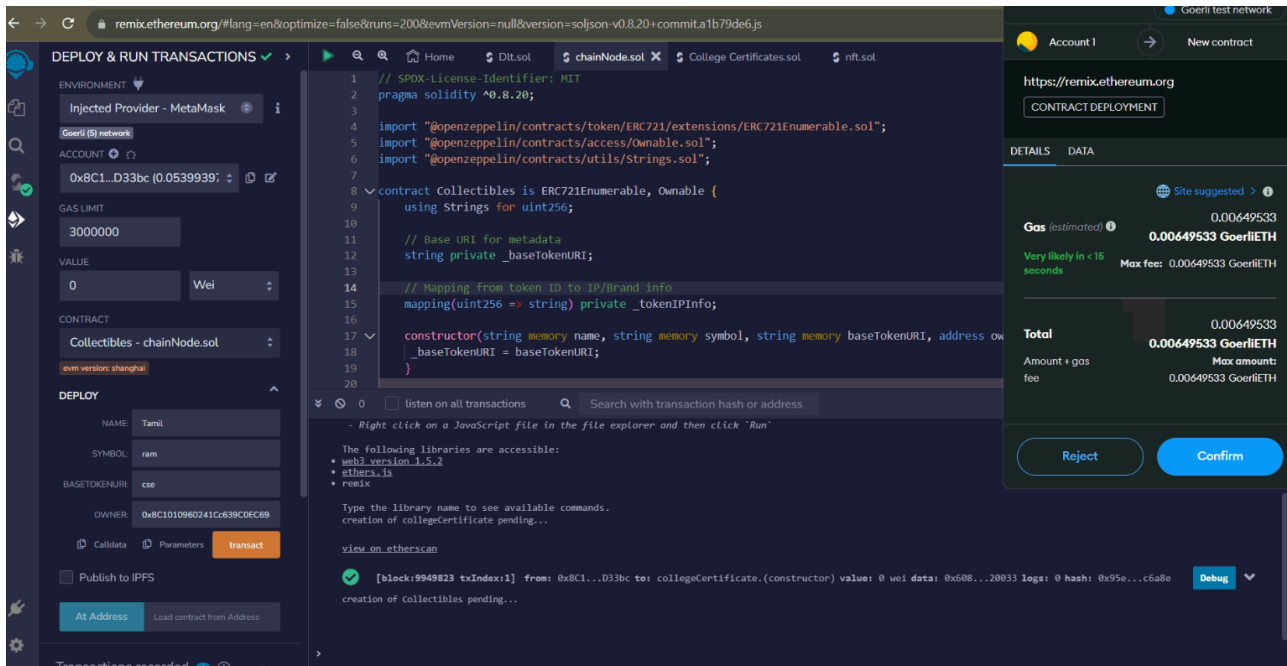 remix.ethereum.org/#lang=en&optimize=false&runs=200&evmVersion=null&version=soljson-v0.8.20+commit.a1b79de6.js
DEPLOY & RUN TRANSACTIONS
ENVIRONMENT
Injected Provider - MetaMask
i
Goerli (5) network
ACCOUNT
0x8C1...D33bc (0.05399397
GAS LIMIT
3000000
VALUE
0
Wei
CONTRACT
Collectibles - chainNode.sol
evm version: shanghai
DEPLOY
NAME: Tamil
SYMBOL: ram
BASETOKENURI: cse
OWNER: 0x8C1010960241Cc639C0EC69
Calldata
Parameters
transact
Publish to IPFS
At Address
Load contract from Address
Transactions recorded
Home
Dlt.sol
chainNode.sol
College Certificates.sol
nft.sol
1 // SPDX-License-Identifier: MIT
2 pragma solidity ^0.8.20;
3
4 import "@openzeppelin/contracts/token/ERC721/extensions/ERC721Enumerable.sol";
5 import "@openzeppelin/contracts/access/Ownable.sol";
6 import "@openzeppelin/contracts/utils/Strings.sol";
7
8 contract Collectibles is ERC721Enumerable, Ownable {
9 using Strings for uint256;
10
11 // Base URI for metadata
12 string private _baseTokenURI;
13
14 // Mapping from token ID to IP/Brand info
15 mapping(uint256 => string) private _tokenIPInfo;
16
17 constructor(string memory name, string memory symbol, string memory baseTokenURI, address ow
18 _baseTokenURI = baseTokenURI;
19 }
20
0
listen on all transactions
Search with transaction hash or address
- Right click on a JavaScript file in the file explorer and then click `Run`
The following libraries are accessible:
• web3 version 1.5.2
• ethers.js
• remix
Type the library name to see available commands.
creation of collegeCertificate pending...
view on etherscan
[block:9949823 txIndex:1] from: 0x8C1...D33bc to: collegeCertificate.(constructor) value: 0 wei data: 0x608...20033 logs: 0 hash: 0x95e...c6a8e
Debug
creation of Collectibles pending...
>
Goerli test network
Account 1
New contract
https://remix.ethereum.org
CONTRACT DEPLOYMENT
DETAILS
DATA
Site suggested >
Gas (estimated)
0.00649533
0.00649533 GoerliETH
Very likely in < 15
seconds
Max fee: 0.00649533 GoerliETH
Total
0.00649533
0.00649533 GoerliETH
Amount + gas
fee
Max amount:
0.00649533 GoerliETH
Reject
Confirm